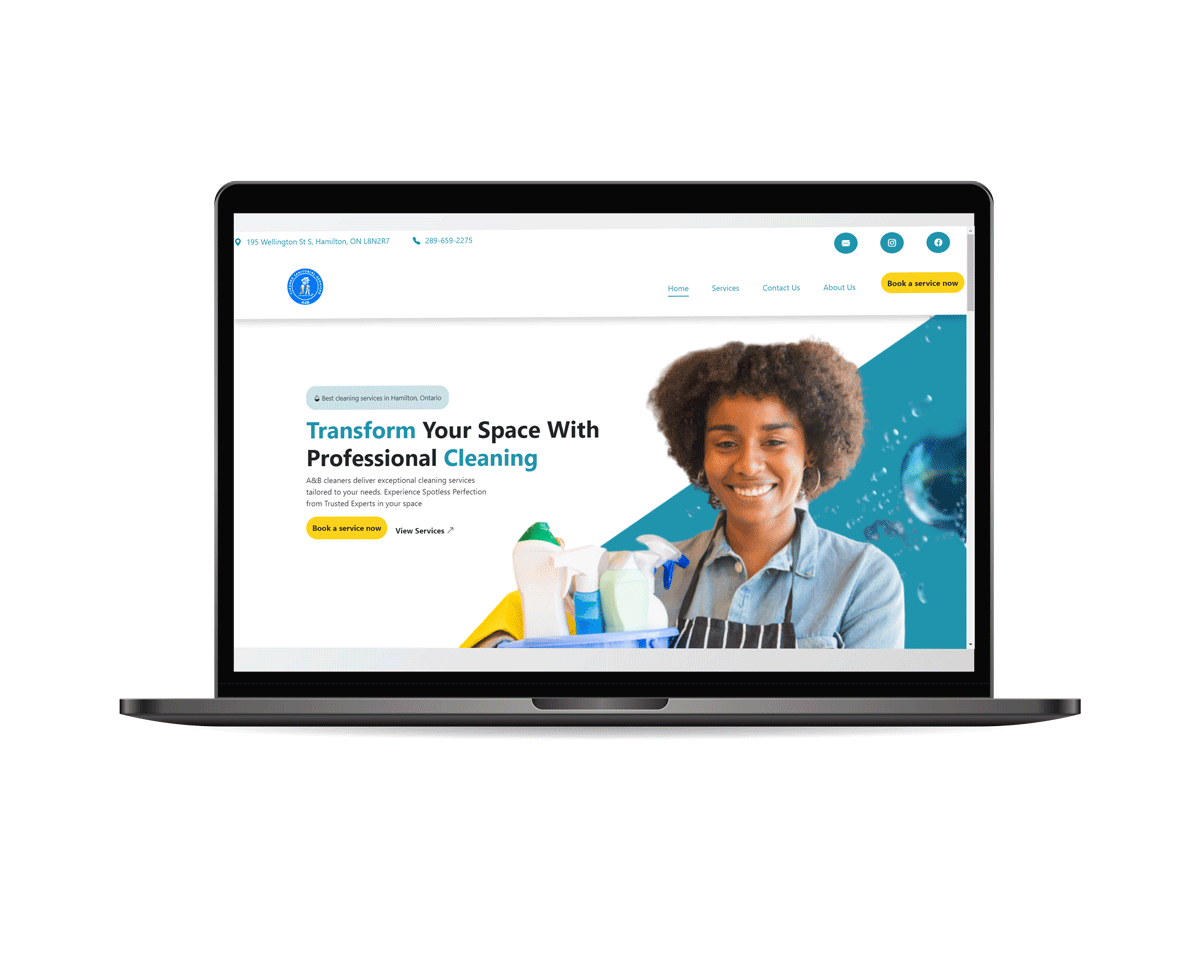 195 Wellington St S, Hamilton, ON L8N2R7
289-659-2275
Home
Services
Contact Us
About Us
Book a service now
Best cleaning services in Hamilton, Ontario
Transform Your Space With
Professional Cleaning
A&B cleaners deliver exceptional cleaning services
tailored to your needs. Experience Spotless Perfection
from Trusted Experts in your space
Book a service now
View Services